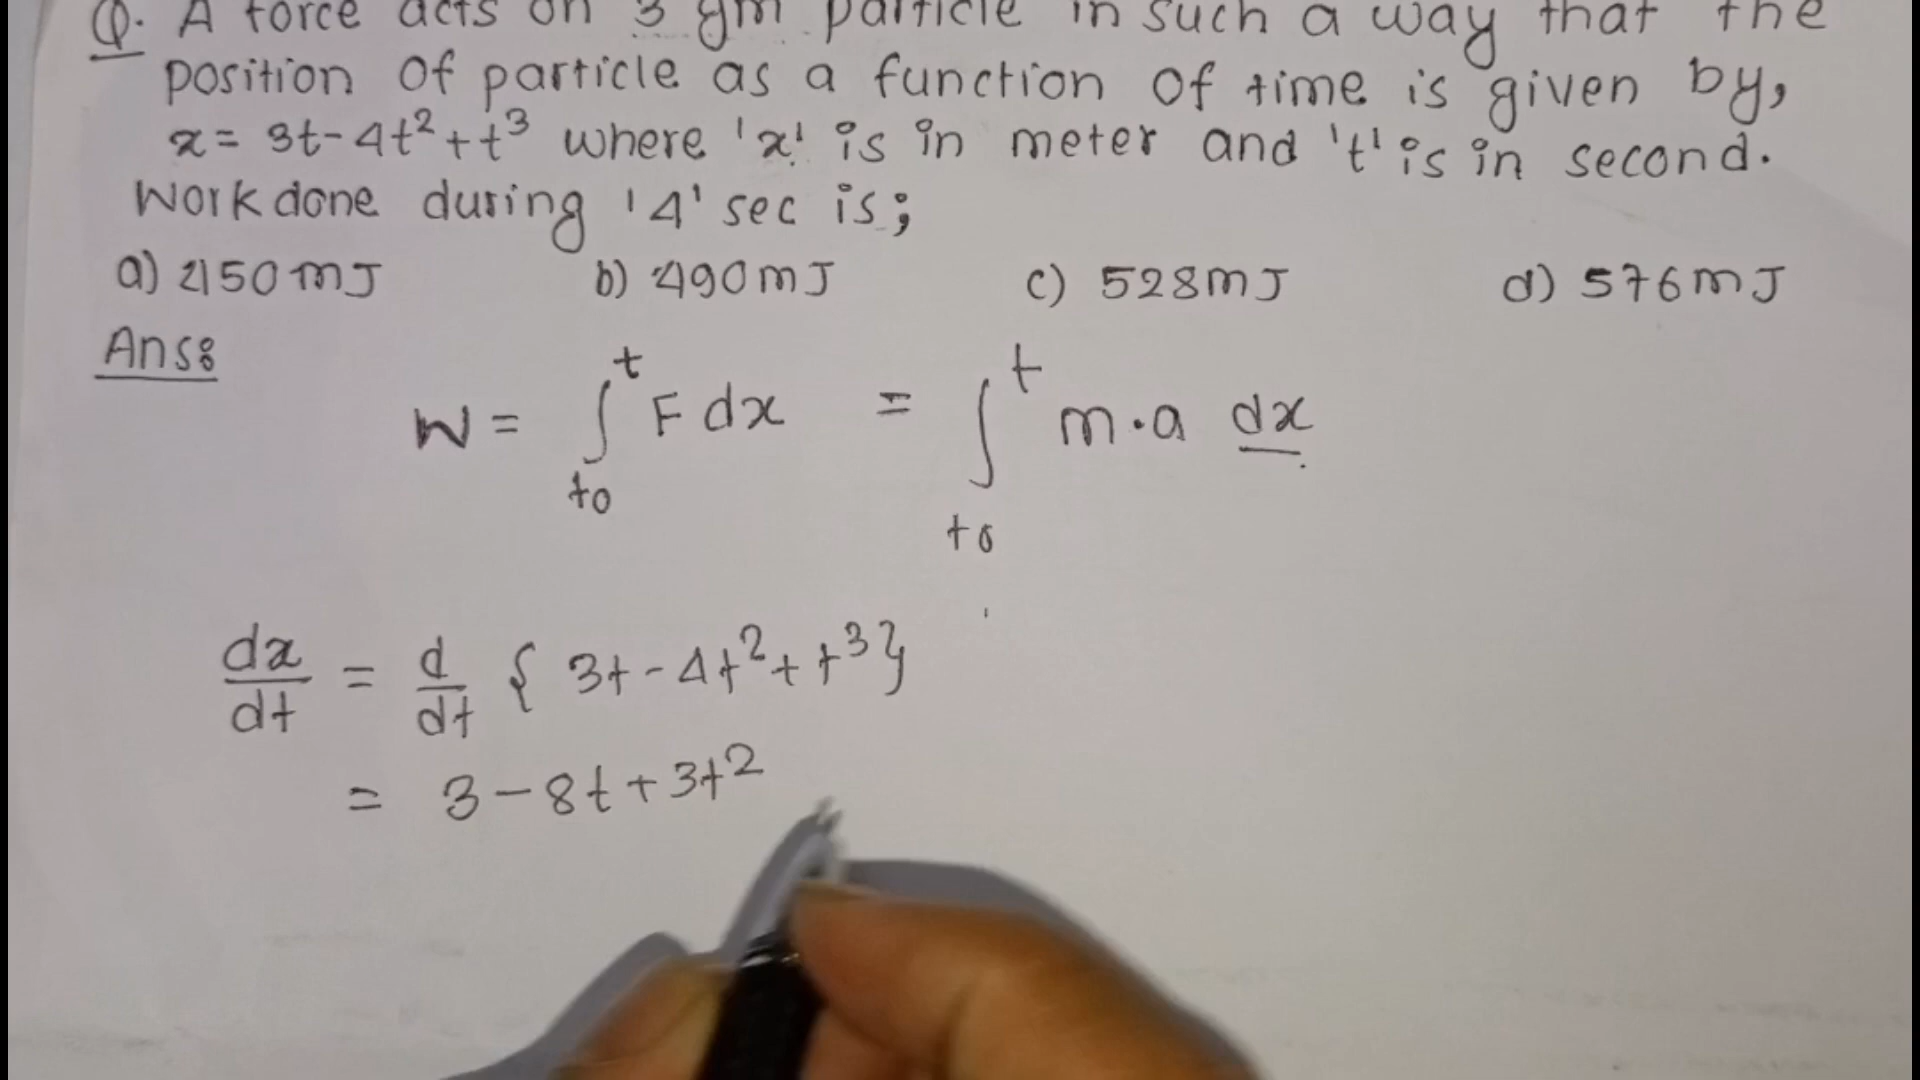 Q. A force acts on 3 gm particle in such a way that the
position of particle as a function of time is given by,
x = 3t - 4t² + t³ where 'x' is in meter and 't' is in second.
Work done during '4' sec is;
a) 450 mJ b) 490 mJ c) 528 mJ d) 576 mJ
Ans:
W = ∫_{t0}^{t} F dx = ∫_{t0}^{t} m.a dx
dx/dt = d/dt { 3t - 4t² + t³ }
= 3 - 8t + 3t²